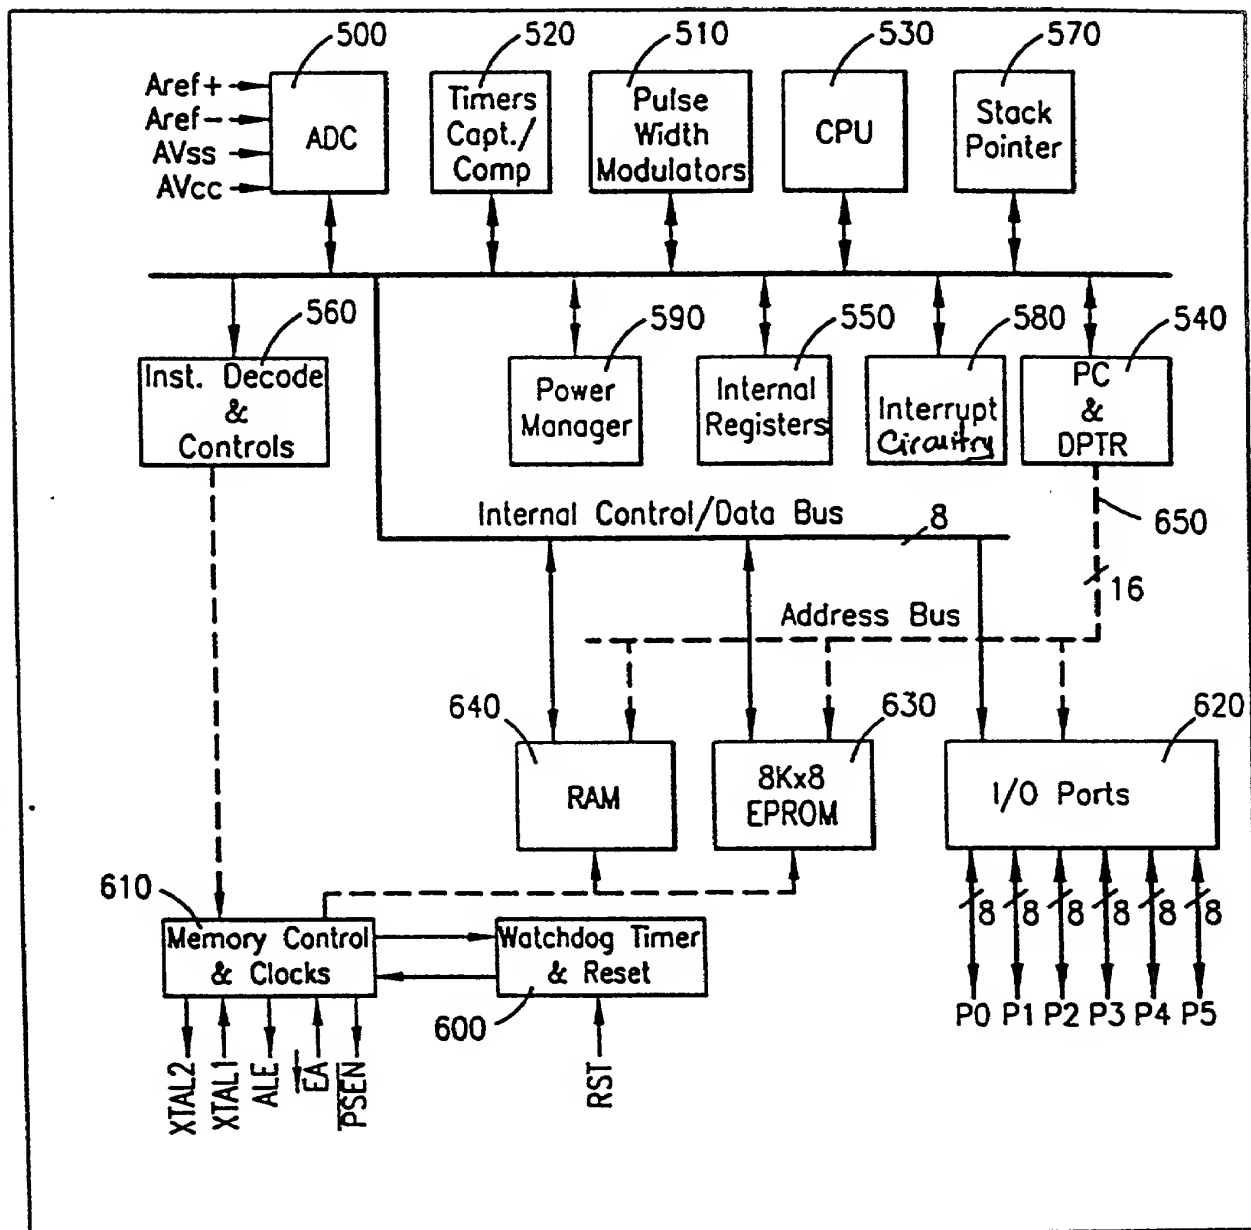 500
520
510
530
570
Aref+
Aref-
AVss
AVcc
ADC
Timers
Capt./
Comp
Pulse
Width
Modulators
CPU
Stack
Pointer
560
590
550
580
540
Inst. Decode
&
Controls
Power
Manager
Internal
Registers
Interrupt
Circuitry
PC
&
DPTR
Internal Control/Data Bus
8
650
16
Address Bus
640
630
620
RAM
8Kx8
EPROM
I/O Ports
610
Memory Control
& Clocks
Watchdog Timer
& Reset
600
8
8
8
8
8
8
P0
P1
P2
P3
P4
P5
XTAL2
XTAL1
ALE
EA
PSEN
RST